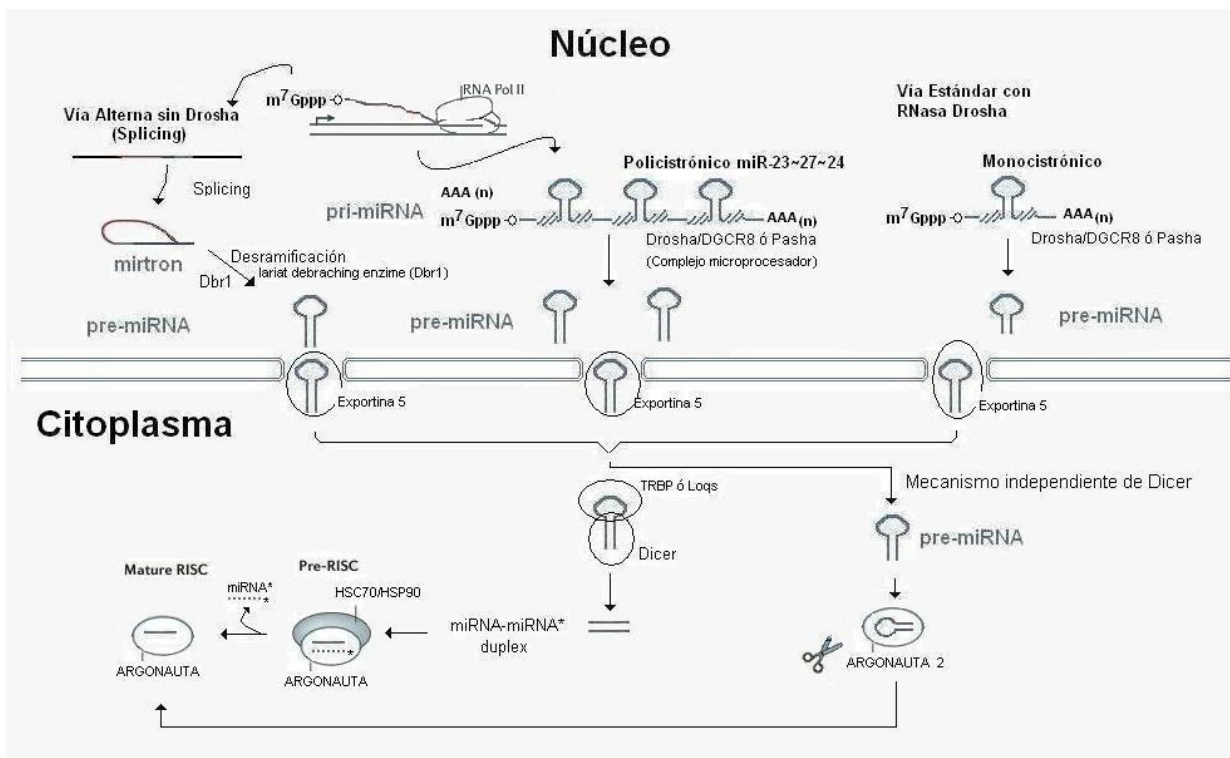 Núcleo
RNA Pol II
m7Gppp
Vía Alterna sin Drosha
(Splicing)
Vía Estándar con
RNasa Drosha
Splicing
Policistrónico miR-23~27~24
Monocistrónico
AAA (n)
pri-miRNA
m7Gppp
AAA (n)
m7Gppp
AAA (n)
Drosha/DGCR8 ó Pasha
(Complejo microprocesador)
Drosha/DGCR8 ó Pasha
mirtron
Desramificación
lariat debraching enzime (Dbr1)
Dbr1
pre-miRNA
pre-miRNA
pre-miRNA
Exportina 5
Exportina 5
Exportina 5
Citoplasma
TRBP ó Loqs
Mecanismo independiente de Dicer
pre-miRNA
Dicer
Mature RISC
Pre-RISC
miRNA*
*
HSC70/HSP90
miRNA-miRNA*
duplex
*
ARGONAUTA
ARGONAUTA
ARGONAUTA 2